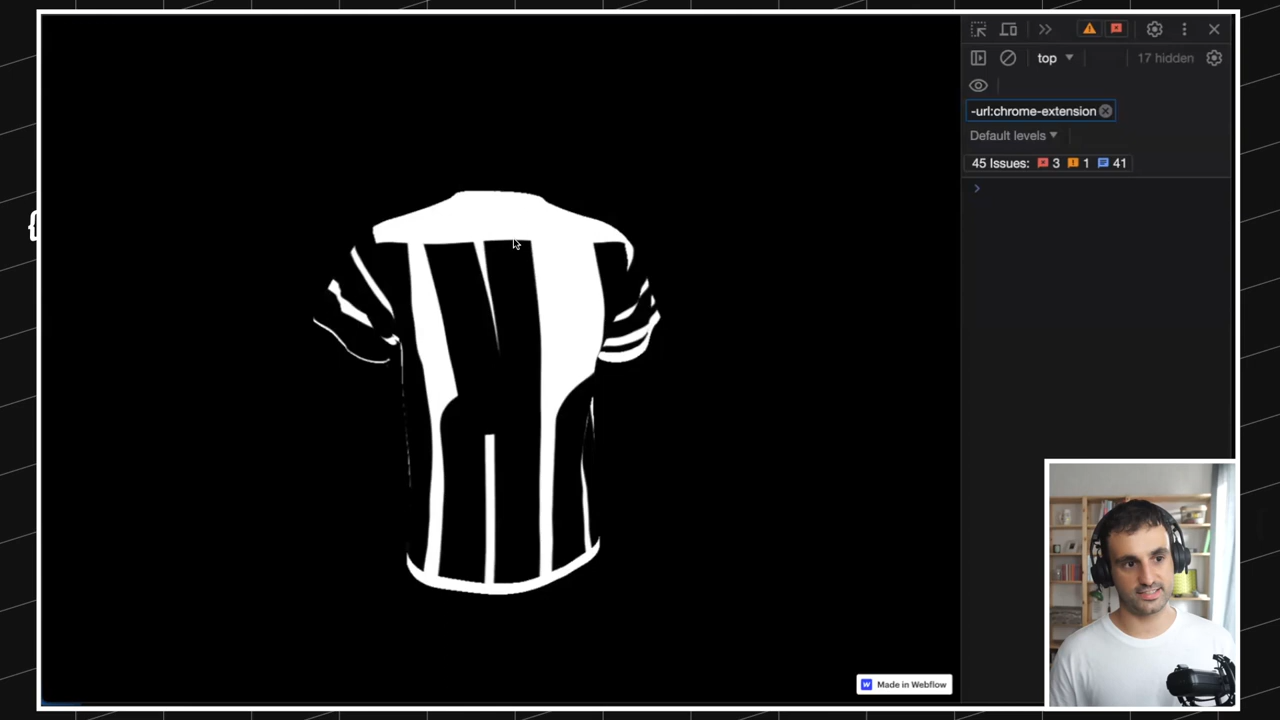 top
17 hidden
-url:chrome-extension
Default levels
45 Issues: 3 1 41
>
{
W Made in Webflow